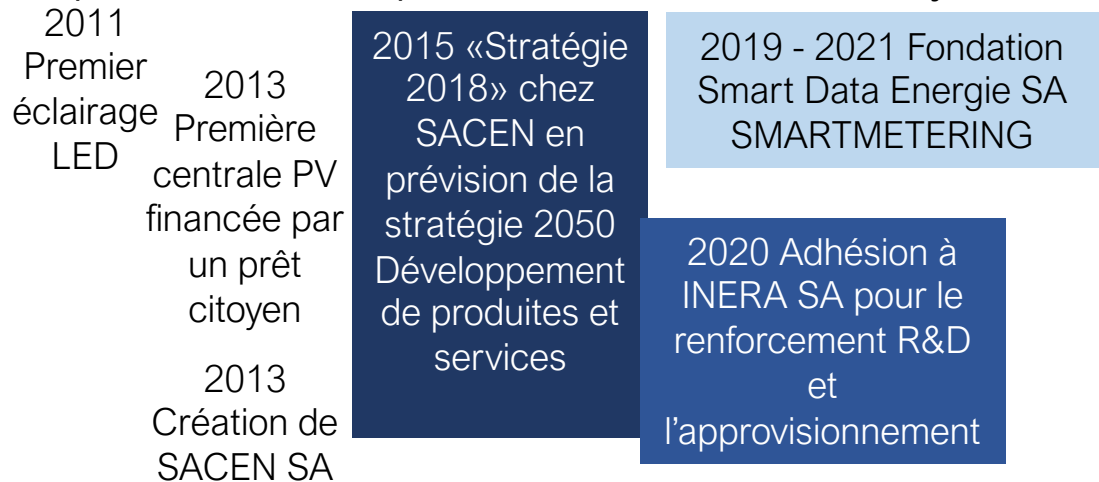 2011
Premier
éclairage
LED
2013
Première
centrale PV
financée par
un prêt
citoyen
2013
Création de
SACEN SA
2015 «Stratégie
2018» chez
SACEN en
prévision de la
stratégie 2050
Développement
de produites et
services
2019 - 2021 Fondation
Smart Data Energie SA
SMARTMETERING
2020 Adhésion à
INERA SA pour le
renforcement R&D
et
l’approvisionnement